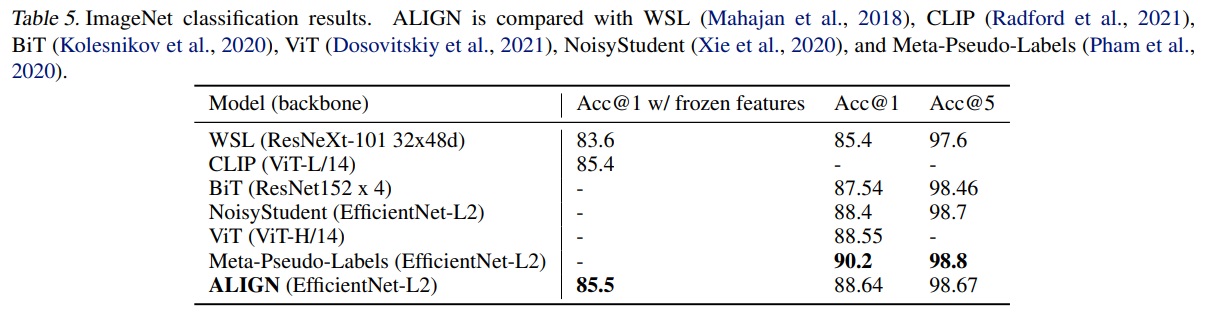 Table 5. ImageNet classification results. ALIGN is compared with WSL (Mahajan et al., 2018), CLIP (Radford et al., 2021),
BiT (Kolesnikov et al., 2020), ViT (Dosovitskiy et al., 2021), NoisyStudent (Xie et al., 2020), and Meta-Pseudo-Labels (Pham et al.,
2020).
Model (backbone) Acc@1 w/ frozen features Acc@1 Acc@5
WSL (ResNeXt-101 32x48d) 83.6 85.4 97.6
CLIP (ViT-L/14) 85.4 - -
BiT (ResNet152 x 4) - 87.54 98.46
NoisyStudent (EfficientNet-L2) - 88.4 98.7
ViT (ViT-H/14) - 88.55 -
Meta-Pseudo-Labels (EfficientNet-L2) - 90.2 98.8
ALIGN (EfficientNet-L2) 85.5 88.64 98.67